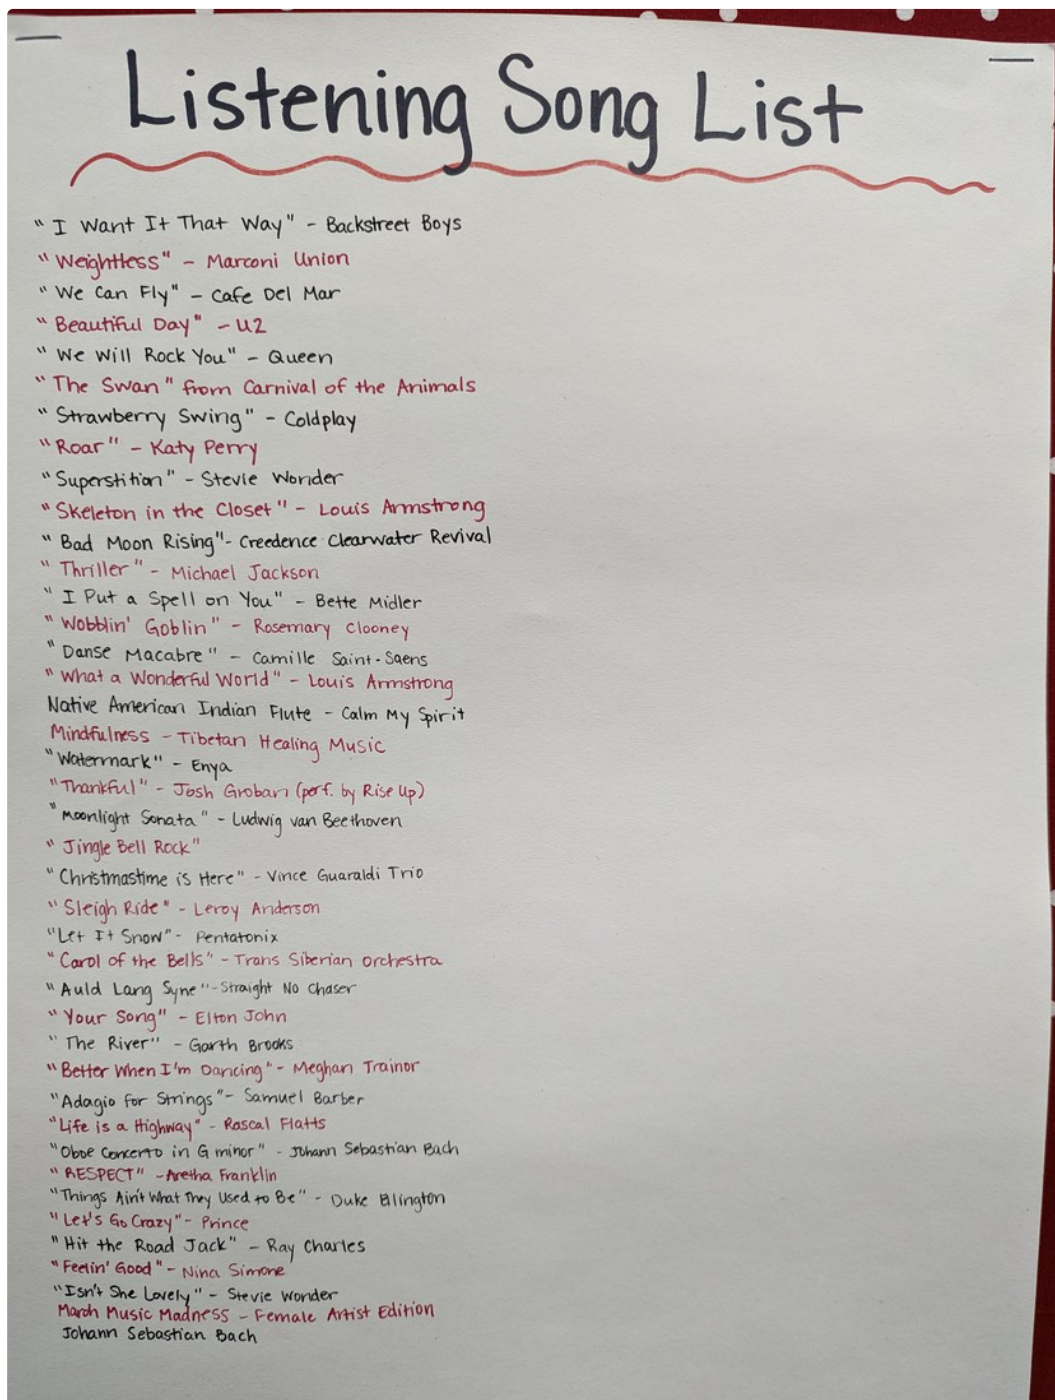 Listening Song List
"I Want It That Way" - Backstreet Boys
"Weightless" - Marconi Union
"We Can Fly" - Cafe Del Mar
"Beautiful Day" - U2
"We Will Rock You" - Queen
"The Swan" from Carnival of the Animals
"Strawberry Swing" - Coldplay
"Roar" - Katy Perry
"Superstition" - Stevie Wonder
"Skeleton in the Closet" - Louis Armstrong
"Bad Moon Rising" - Creedence Clearwater Revival
"Thriller" - Michael Jackson
"I Put a Spell on You" - Bette Midler
"Wobblin' Goblin" - Rosemary Clooney
"Danse Macabre" - Camille Saint-Saens
"What a Wonderful World" - Louis Armstrong
Native American Indian Flute - Calm My Spirit
Mindfulness - Tibetan Healing Music
"Watermark" - Enya
"Thankful" - Josh Groban (perf. by Rise Up)
"Moonlight Sonata" - Ludwig van Beethoven
"Jingle Bell Rock"
"Christmastime is Here" - Vince Guaraldi Trio
"Sleigh Ride" - Leroy Anderson
"Let It Snow" - Pentatonix
"Carol of the Bells" - Trans Siberian Orchestra
"Auld Lang Syne" - Straight No Chaser
"Your Song" - Elton John
"The River" - Garth Brooks
"Better When I'm Dancing" - Meghan Trainor
"Adagio for Strings" - Samuel Barber
"Life is a Highway" - Rascal Flatts
"Oboe Concerto in G minor" - Johann Sebastian Bach
"RESPECT" - Aretha Franklin
"Things Ain't What They Used to Be" - Duke Ellington
"Let's Go Crazy" - Prince
"Hit the Road Jack" - Ray Charles
"Feelin' Good" - Nina Simone
"Isn't She Lovely" - Stevie Wonder
March Music Madness - Female Artist Edition
Johann Sebastian Bach